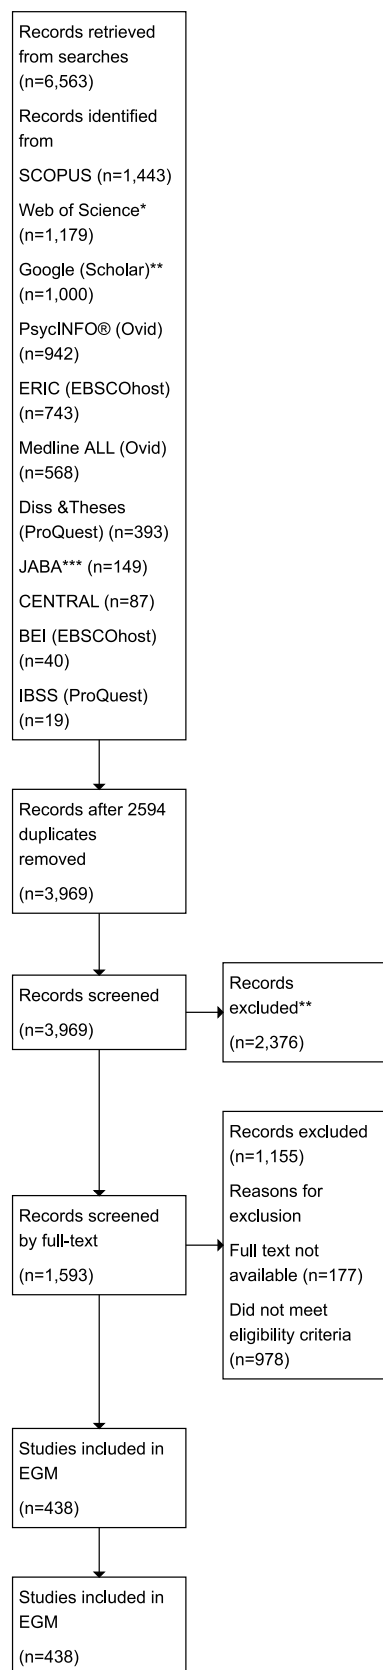 Records retrieved
from searches
(n=6,563)
Records identified
from
SCOPUS (n=1,443)
Web of Science*
(n=1,179)
Google (Scholar)**
(n=1,000)
PsycINFO® (Ovid)
(n=942)
ERIC (EBSCOhost)
(n=743)
Medline ALL (Ovid)
(n=568)
Diss &Theses
(ProQuest) (n=393)
JABA*** (n=149)
CENTRAL (n=87)
BEI (EBSCOhost)
(n=40)
IBSS (ProQuest)
(n=19)
Records after 2594
duplicates
removed
(n=3,969)
Records screened
(n=3,969)
Records
excluded**
(n=2,376)
Records screened
by full-text
(n=1,593)
Records excluded
(n=1,155)
Reasons for
exclusion
Full text not
available (n=177)
Did not meet
eligibility criteria
(n=978)
Studies included in
EGM
(n=438)
Studies included in
EGM
(n=438)